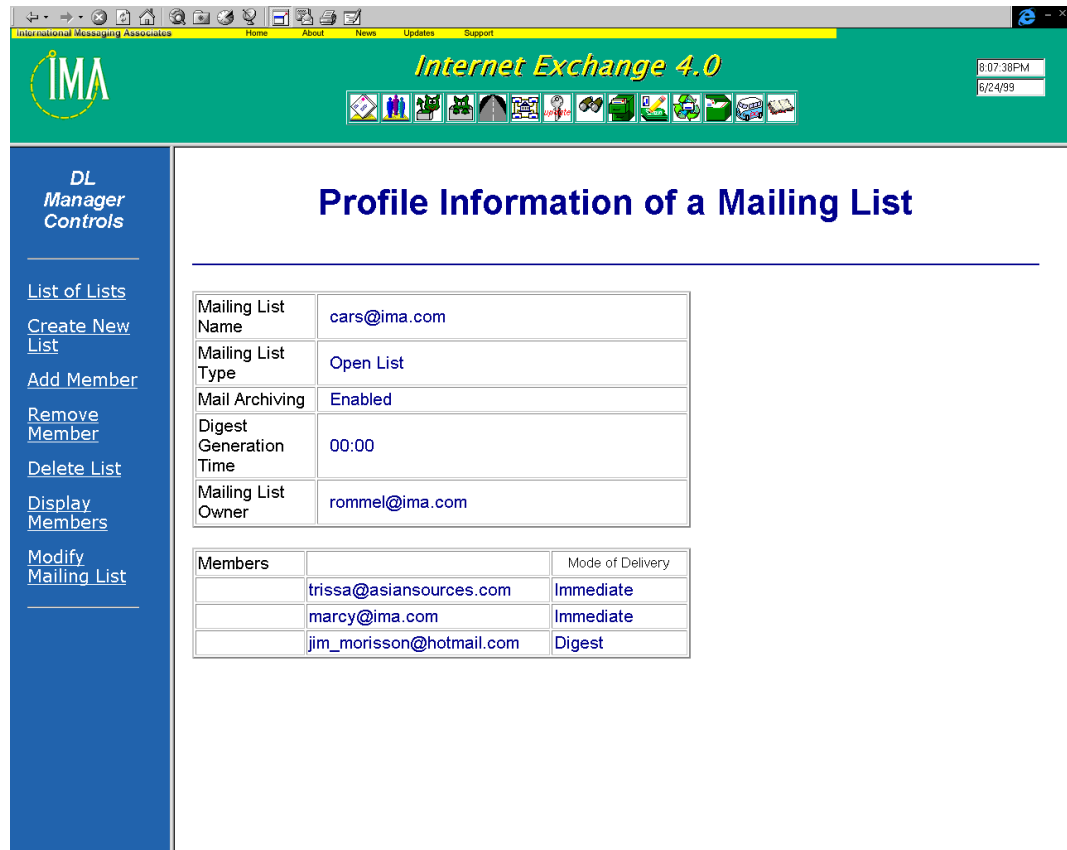 International Messaging Associates Home About News Updates Support
IMA
Internet Exchange 4.0
8:07:38PM
6/24/99
update
DL
Manager
Controls
List of Lists
Create New
List
Add Member
Remove
Member
Delete List
Display
Members
Modify
Mailing List
Profile Information of a Mailing List
Mailing List
Name
cars@ima.com
Mailing List
Type
Open List
Mail Archiving Enabled
Digest
Generation
Time
00:00
Mailing List
Owner
rommel@ima.com
Members Mode of Delivery
trissa@asiansources.com Immediate
marcy@ima.com Immediate
jim_morisson@hotmail.com Digest